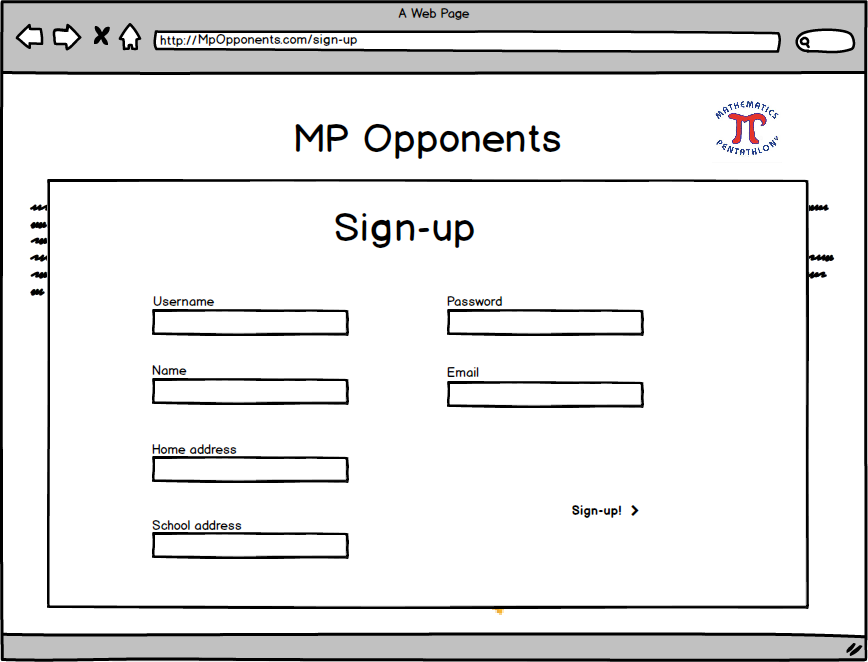 A Web Page
http://MpOpponents.com/sign-up
MATHEMATICS
PENTATHLON
MP Opponents
Sign-up
Username
Password
Name
Email
Home address
School address
Sign-up!